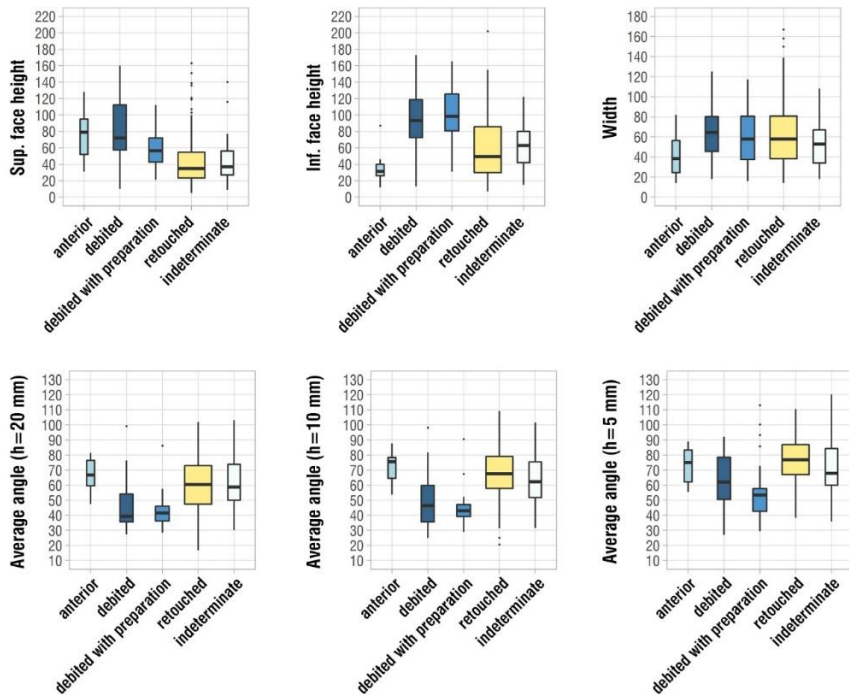 Sup. face height
220
200
180
160
140
120
100
80
60
40
20
0
anterior
debited
debited with preparation
retouched
indeterminate
Inf. face height
220
200
180
160
140
120
100
80
60
40
20
0
anterior
debited
debited with preparation
retouched
indeterminate
Width
180
160
140
120
100
80
60
40
20
0
anterior
debited
debited with preparation
retouched
indeterminate
Average angle (h=20 mm)
130
120
110
100
90
80
70
60
50
40
30
20
10
anterior
debited
debited with preparation
retouched
indeterminate
Average angle (h=10 mm)
130
120
110
100
90
80
70
60
50
40
30
20
10
anterior
debited
debited with preparation
retouched
indeterminate
Average angle (h=5 mm)
130
120
110
100
90
80
70
60
50
40
30
20
10
anterior
debited
debited with preparation
retouched
indeterminate